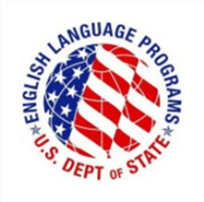 ENGLISH LANGUAGE PROGRAMS
U.S. DEPT OF STATE